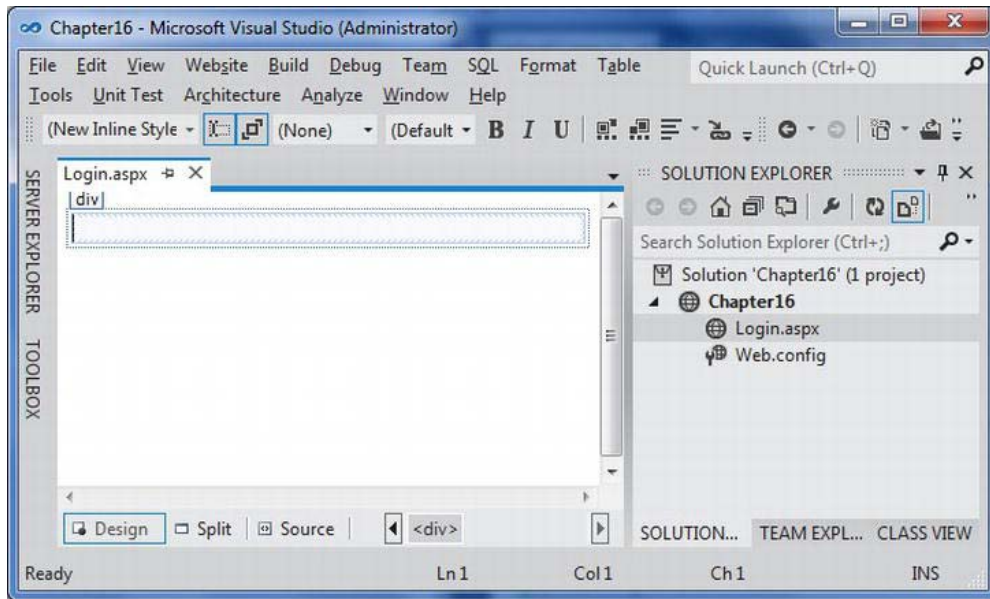 Chapter16 - Microsoft Visual Studio (Administrator)
File Edit View Website Build Debug Team SQL Format Table Quick Launch (Ctrl+Q)
Tools Unit Test Architecture Analyze Window Help
(New Inline Style (None) (Default B I U
SERVER EXPLORER
TOOLBOX
Login.aspx
div
SOLUTION EXPLORER
Search Solution Explorer (Ctrl+;)
Solution 'Chapter16' (1 project)
Chapter16
Login.aspx
Web.config
Design Split Source <div>
SOLUTION... TEAM EXPL... CLASS VIEW
Ready Ln 1 Col 1 Ch 1 INS